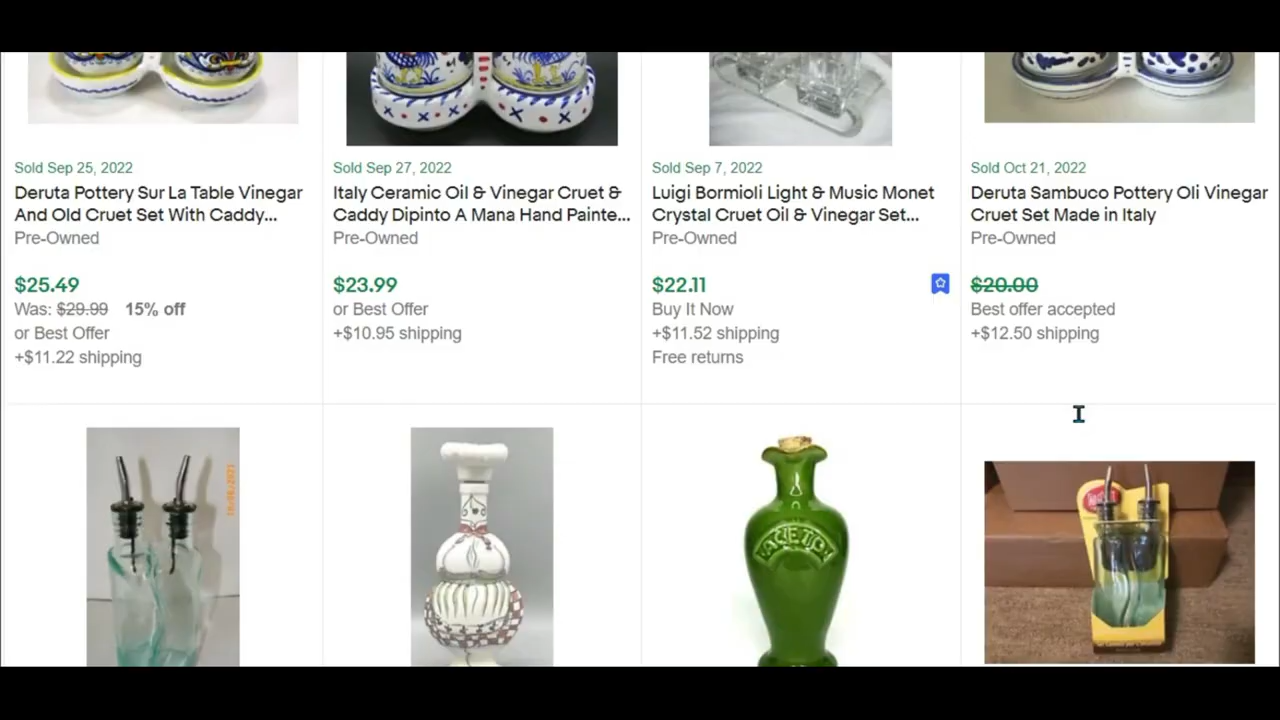 Sold Sep 25, 2022
Deruta Pottery Sur La Table Vinegar
And Old Cruet Set With Caddy...
Pre-Owned
$25.49
Was: $29.99 15% off
or Best Offer
+$11.22 shipping
Sold Sep 27, 2022
Italy Ceramic Oil & Vinegar Cruet &
Caddy Dipinto A Mana Hand Painte...
Pre-Owned
$23.99
or Best Offer
+$10.95 shipping
Sold Sep 7, 2022
Luigi Bormioli Light & Music Monet
Crystal Cruet Oil & Vinegar Set...
Pre-Owned
$22.11
Buy It Now
+$11.52 shipping
Free returns
Sold Oct 21, 2022
Deruta Sambuco Pottery Oli Vinegar
Cruet Set Made in Italy
Pre-Owned
$20.00
Best offer accepted
+$12.50 shipping
ACETO